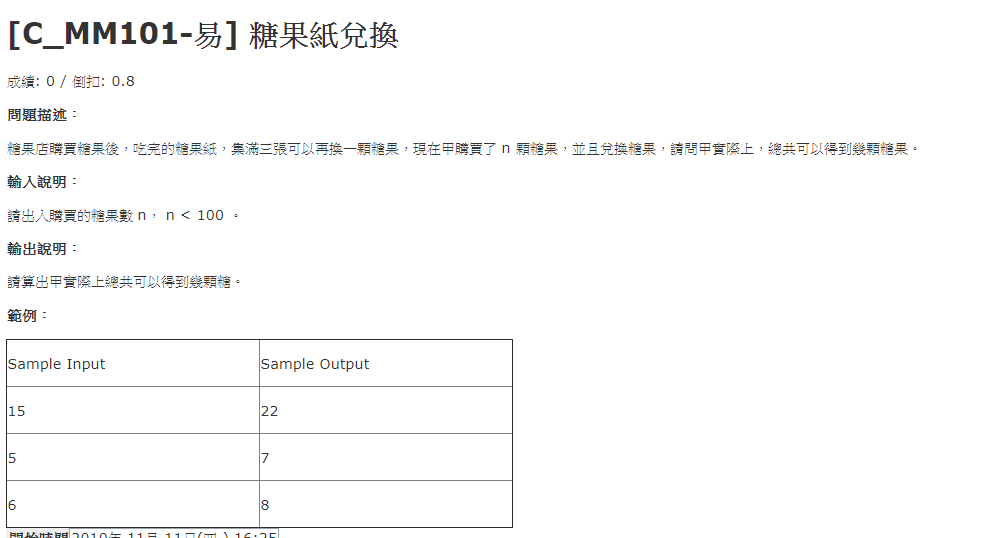 [C_MM101-易] 糖果紙兌換
成績: 0 / 倒扣: 0.8
問題描述：
糖果店購買糖果後，吃完的糖果紙，集滿三張可以再換一顆糖果，現在甲購買了 n 顆糖果，並且兌換糖果，請問甲實際上，總共可以得到幾顆糖果。
輸入說明：
請出入購買的糖果數 n， n < 100 。
輸出說明：
請算出甲實際上總共可以得到幾顆糖。
範例：
Sample Input Sample Output
15 22
5 7
6 8
開始時間 2010年 11月 11日(四 ) 16:25